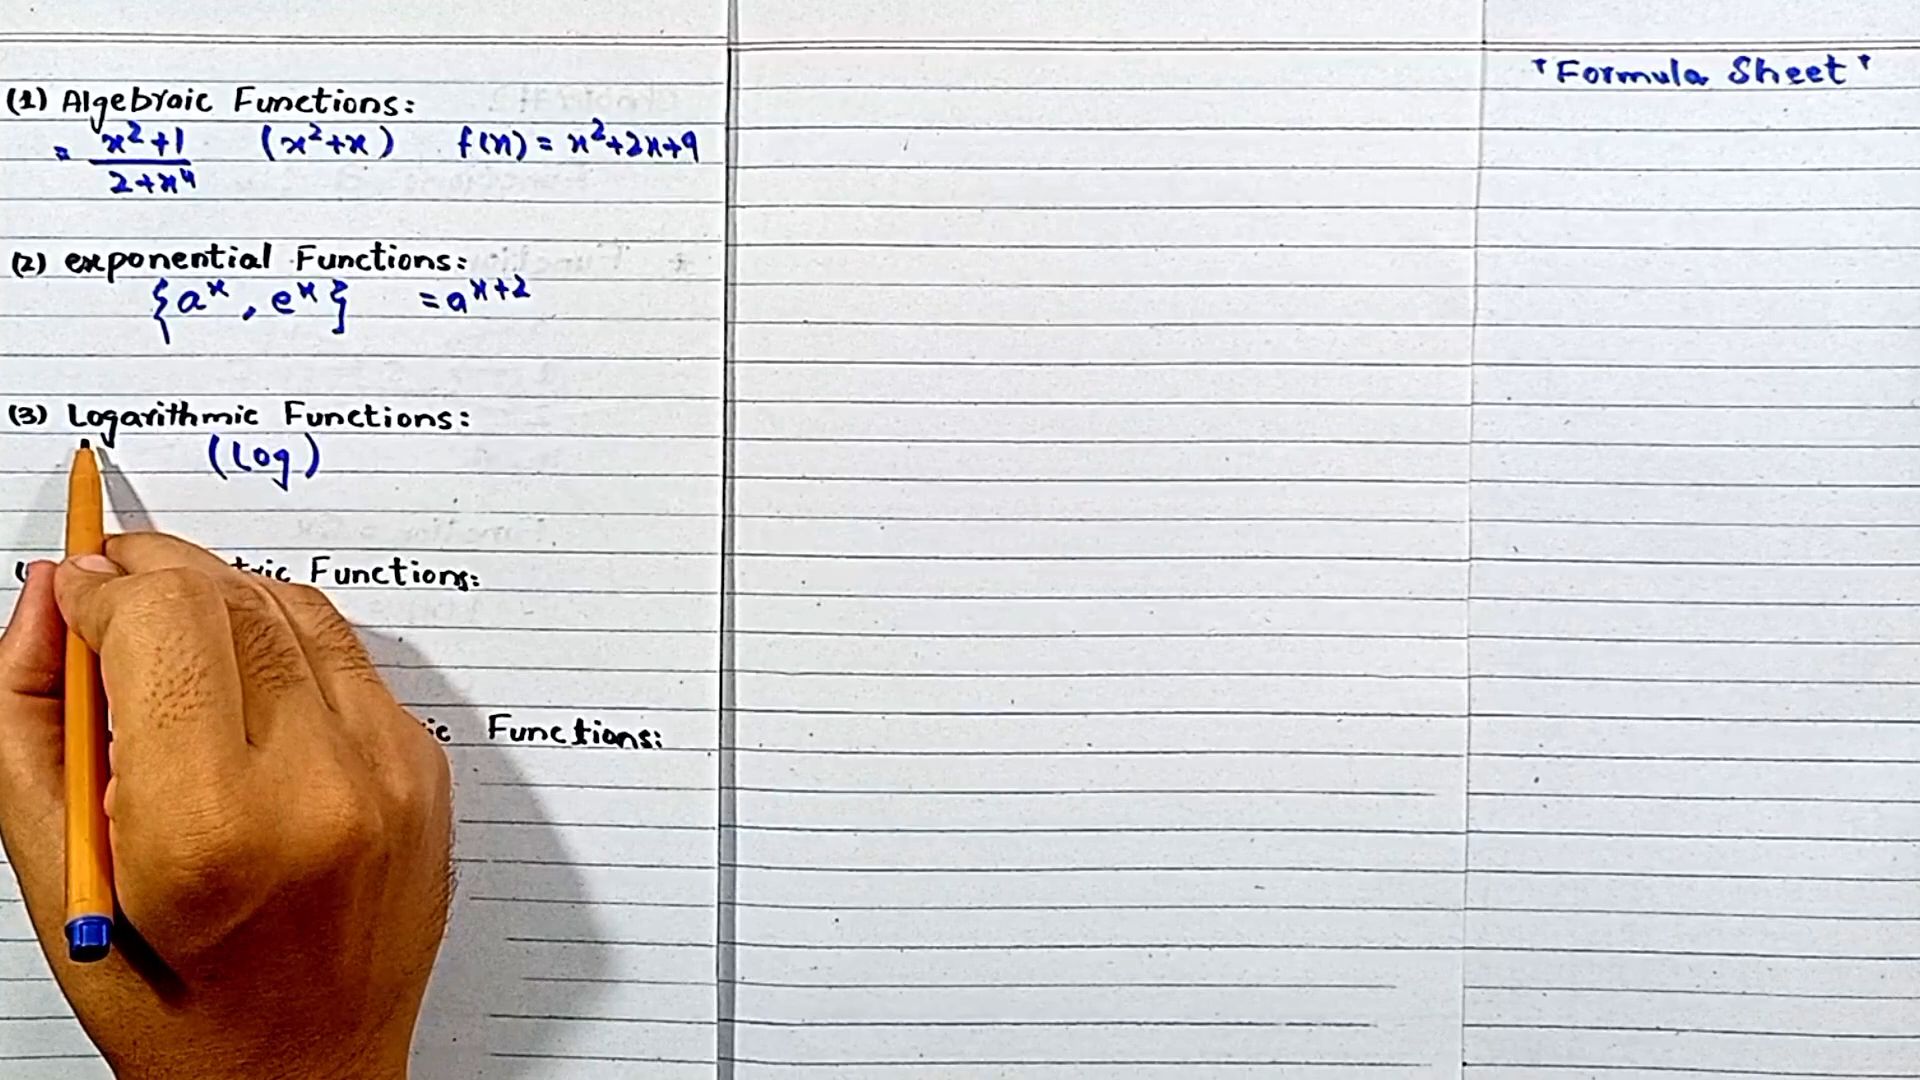 'Formula Sheet'
(1) Algebraic Functions:
= x²+1 / 2+x⁴ (x²+x) f(x) = x²+2x+9
(2) exponential Functions:
{aˣ, eˣ} = aˣ⁺²
(3) Logarithmic Functions:
(log)
Functions:
Functions: